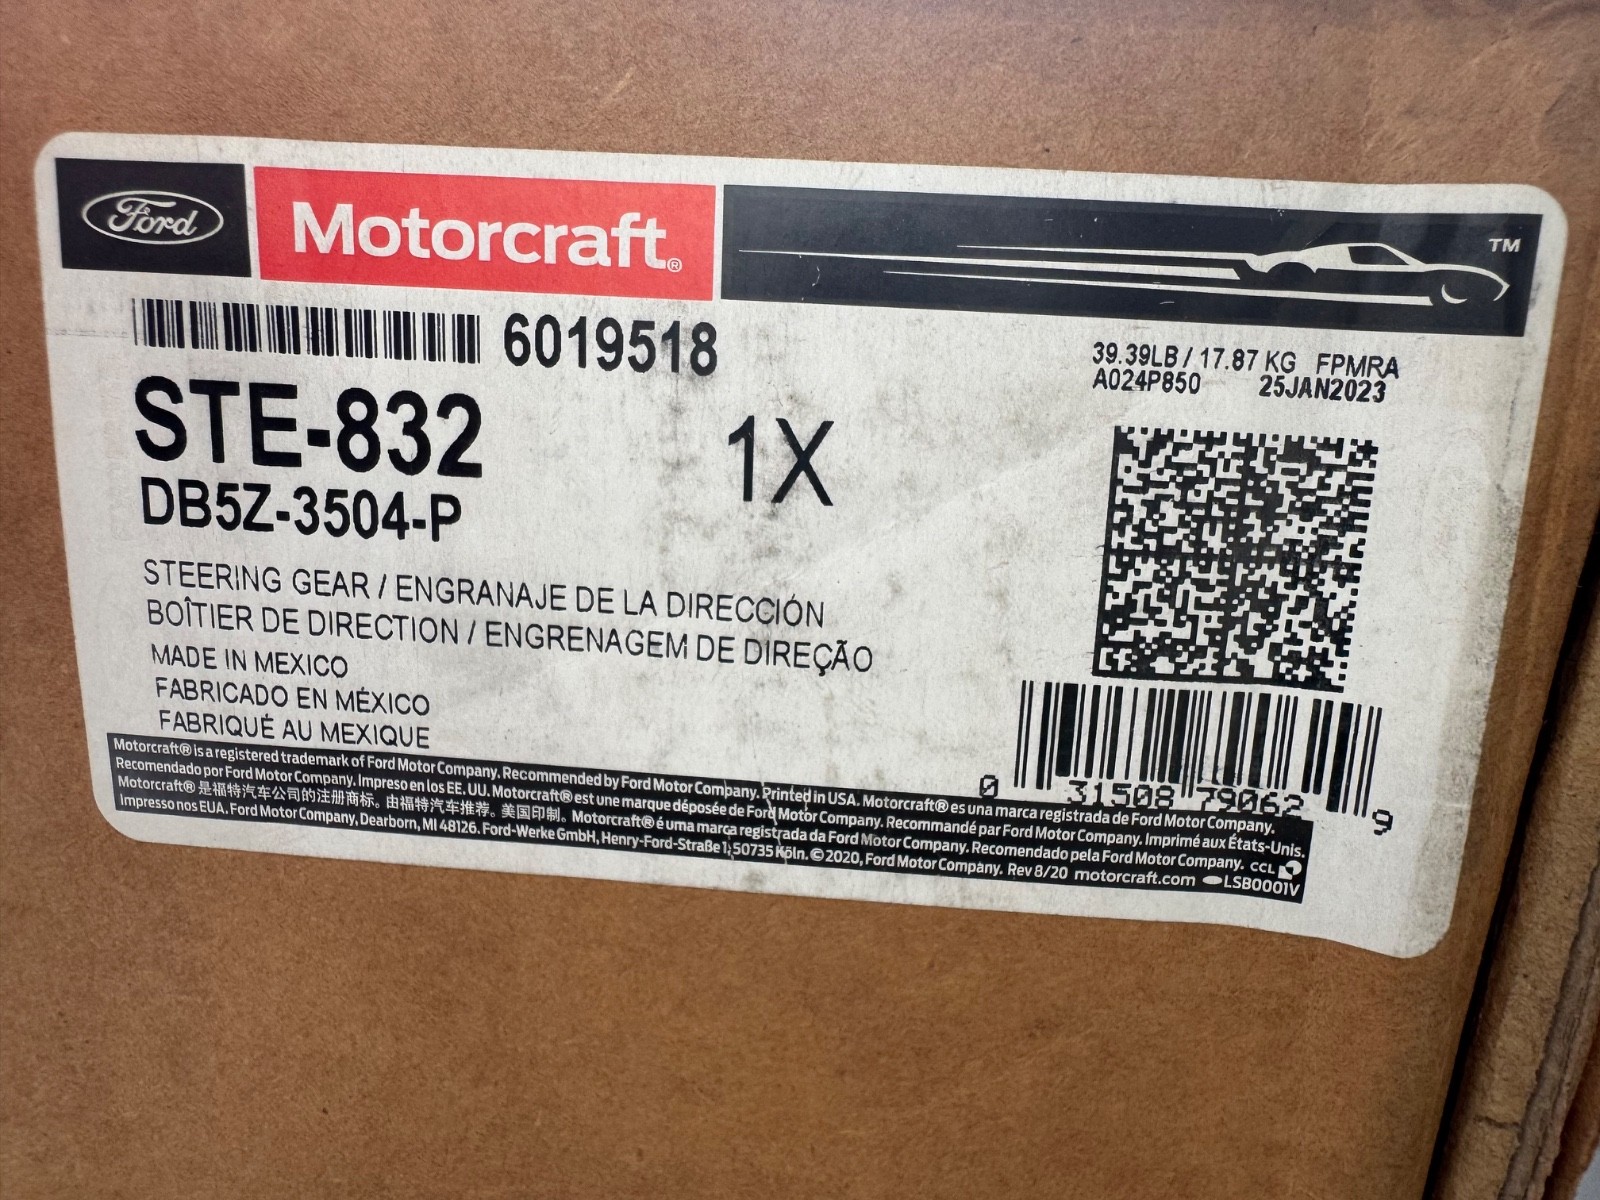 Ford Motorcraft® TM
6019518
39.39LB / 17.87 KG FPMRA
A024P850 25JAN2023
STE-832 1X
DB5Z-3504-P
STEERING GEAR / ENGRANAJE DE LA DIRECCIÓN
BOÎTIER DE DIRECTION / ENGRENAGEM DE DIREÇÃO
MADE IN MEXICO
FABRICADO EN MÉXICO
FABRIQUÉ AU MEXIQUE
0 31508 79062 9
Motorcraft® is a registered trademark of Ford Motor Company. Recommended by Ford Motor Company. Printed in USA. Motorcraft® es una marca registrada de Ford Motor Company.
Recomendado por Ford Motor Company. Impreso en los EE. UU. Motorcraft® est une marque déposée de Ford Motor Company. Recommandé par Ford Motor Company. Imprimé aux États-Unis.
Motorcraft® 是福特汽车公司的注册商标。由福特汽车推荐。美国印制。Motorcraft® é uma marca registrada da Ford Motor Company. Recomendado pela Ford Motor Company. CCL
Impresso nos EUA. Ford Motor Company, Dearborn, MI 48126. Ford-Werke GmbH, Henry-Ford-Straße 1, 50735 Köln. © 2020, Ford Motor Company. Rev 8/20 motorcraft.com LSB0001V